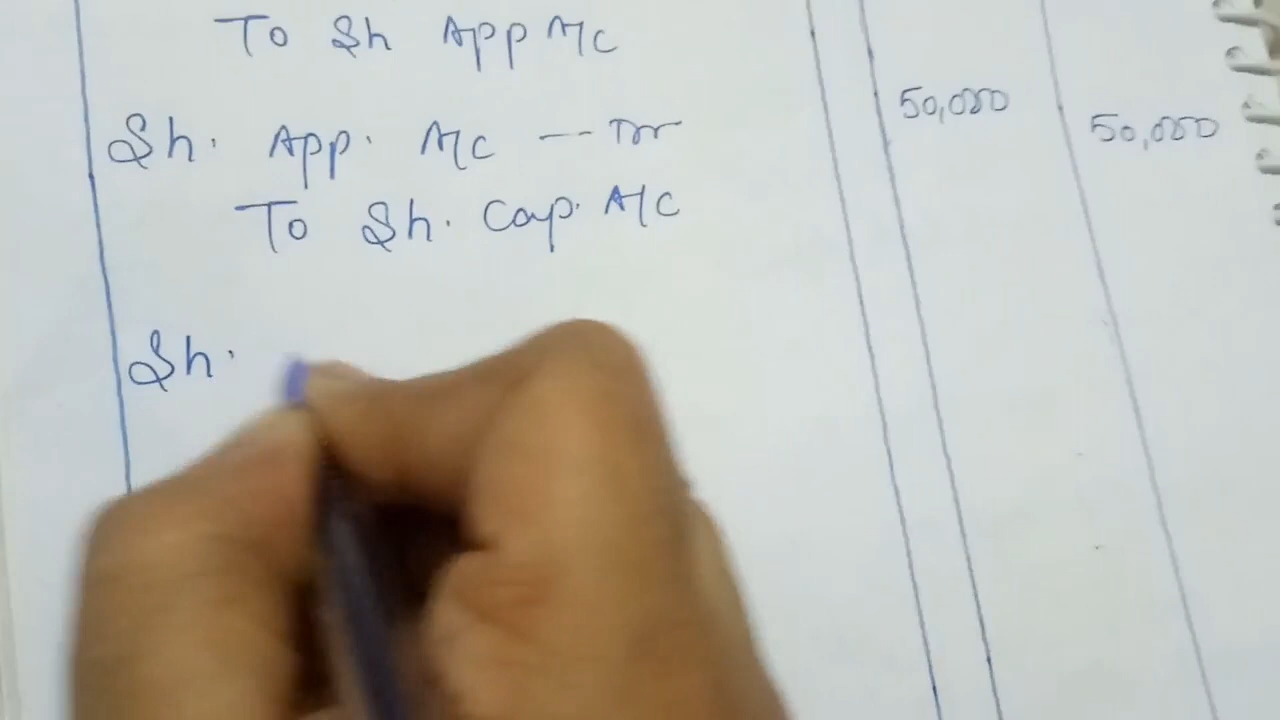 To Sh App A/c
50,000
Sh. App. A/c — Dr
50,000
To Sh. Cap. A/c
Sh.